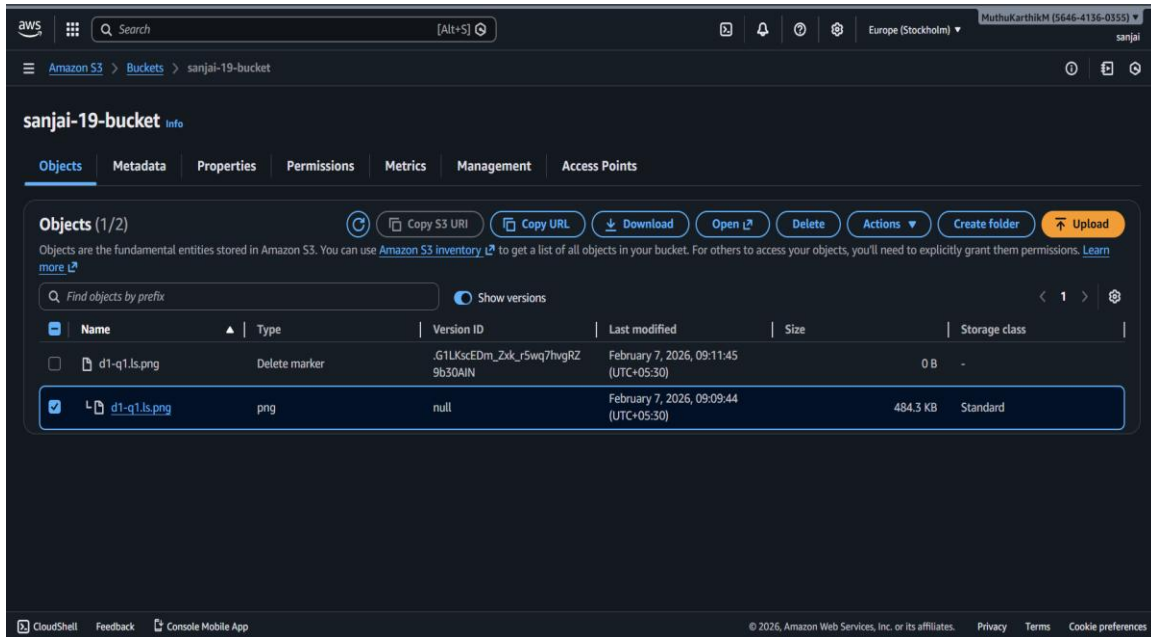 aws
Search
[Alt+S]
Europe (Stockholm) ▼
MuthuKarthikM (5646-4136-0355) ▼
sanjai
Amazon S3 > Buckets > sanjai-19-bucket
sanjai-19-bucket Info
Objects Metadata Properties Permissions Metrics Management Access Points
Objects (1/2) Copy S3 URI Copy URL Download Open Delete Actions ▼ Create folder Upload
Objects are the fundamental entities stored in Amazon S3. You can use Amazon S3 inventory to get a list of all objects in your bucket. For others to access your objects, you'll need to explicitly grant them permissions. Learn
more
Find objects by prefix Show versions < 1 >
Name ▲ Type Version ID Last modified Size Storage class
d1-q1.ls.png Delete marker .G1LKscEDm_Zxk_r5wq7hvgRZ February 7, 2026, 09:11:45 0 B -
9b30AlN (UTC+05:30)
d1-q1.ls.png png null February 7, 2026, 09:09:44 484.3 KB Standard
(UTC+05:30)
CloudShell Feedback Console Mobile App © 2026, Amazon Web Services, Inc. or its affiliates. Privacy Terms Cookie preferences